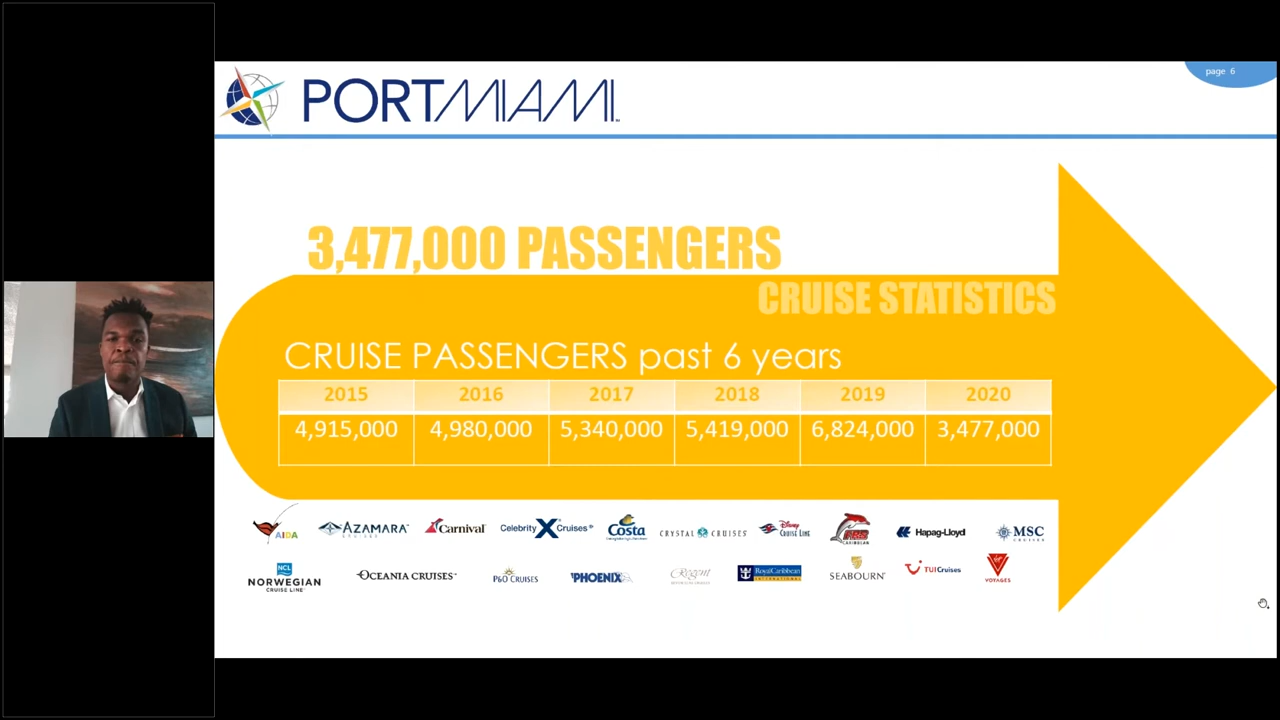 page 6
PORTMIAMI
3,477,000 PASSENGERS
CRUISE STATISTICS
CRUISE PASSENGERS past 6 years
2015 2016 2017 2018 2019 2020
4,915,000 4,980,000 5,340,000 5,419,000 6,824,000 3,477,000
AIDA AZAMARA Carnival Celebrity X Cruises Costa CRYSTAL CRUISES Disney CRUISE LINE Hapag-Lloyd MSC
CARIBBEAN CRUISES
NCL
NORWEGIAN OCEANIA CRUISES P&O CRUISES PHOENIX Regent RoyalCaribbean SEABOURN TUI Cruises VOYAGES
CRUISE LINE INTERNATIONAL